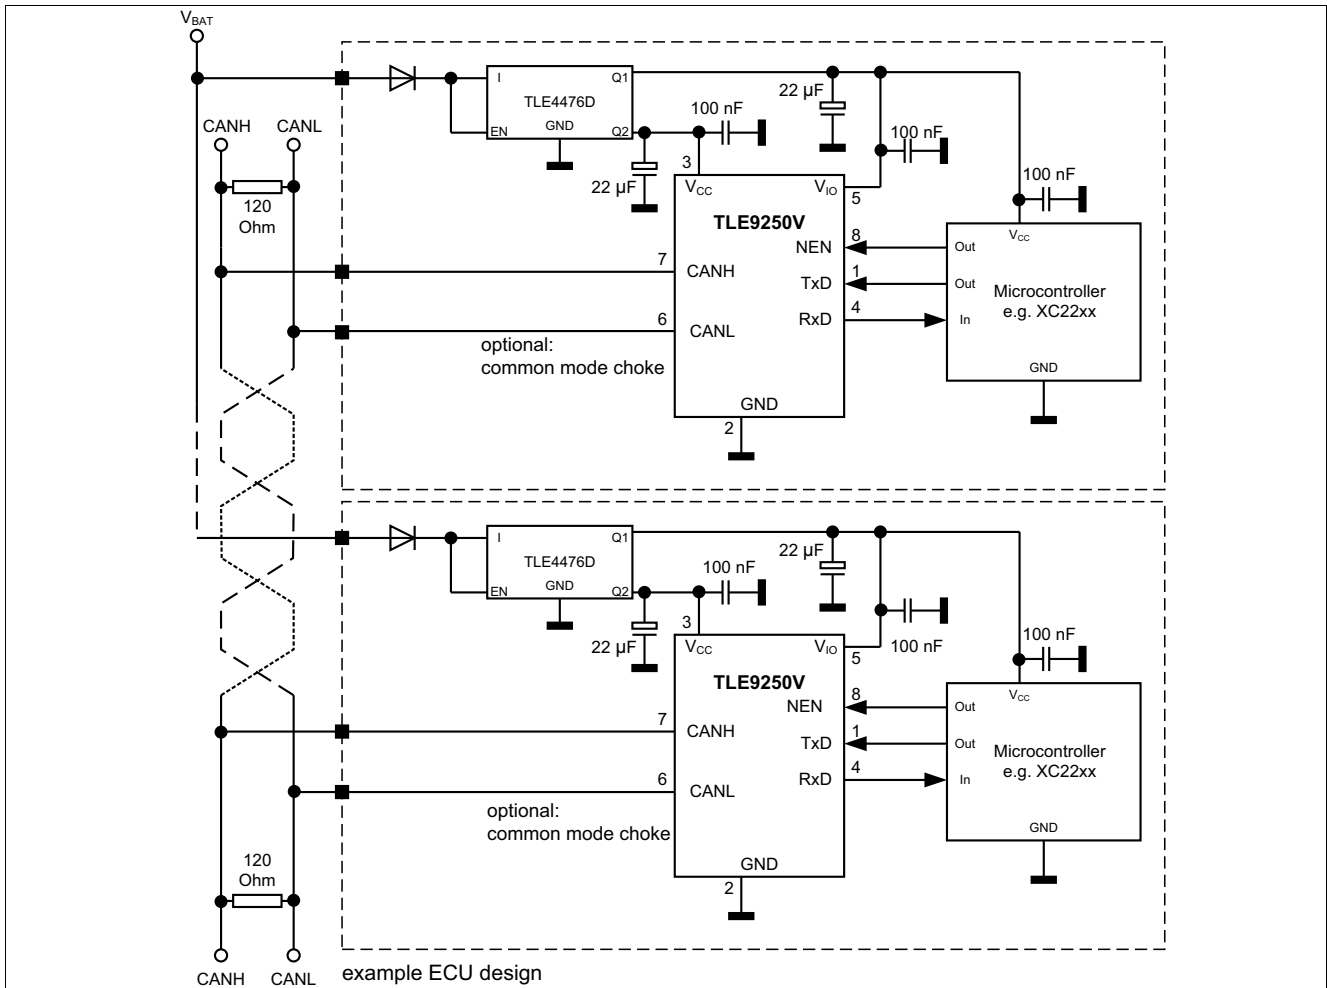 VBAT
CANH CANL
120
Ohm
I
Q1
TLE4476D
GND
EN
Q2
22 µF
100 nF
22 µF
100 nF
100 nF
3
VCC
VIO
5
TLE9250V
NEN
8
TxD
1
RxD
4
7
CANH
6
CANL
optional:
common mode choke
GND
2
VCC
Out
Out
In
Microcontroller
e.g. XC22xx
GND
I
Q1
TLE4476D
GND
EN
Q2
22 µF
100 nF
22 µF
100 nF
100 nF
3
VCC
VIO
5
TLE9250V
NEN
8
TxD
1
RxD
4
7
CANH
6
CANL
optional:
common mode choke
GND
2
VCC
Out
Out
In
Microcontroller
e.g. XC22xx
GND
120
Ohm
CANH CANL
example ECU design